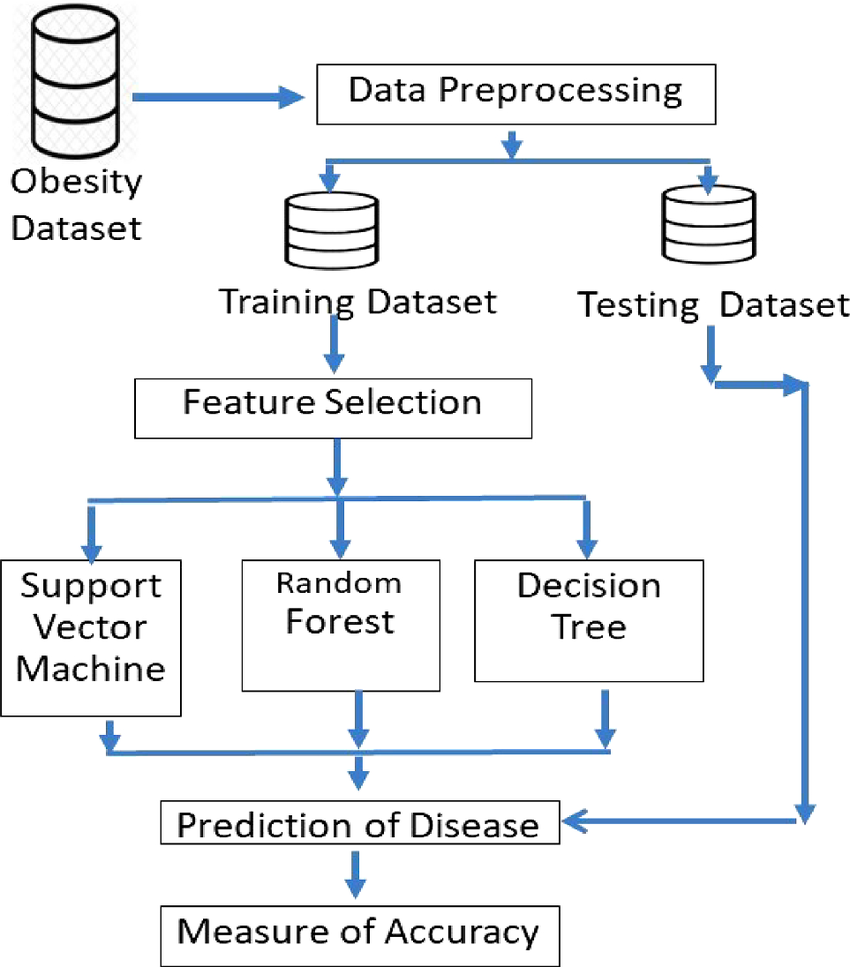 Data Preprocessing
Obesity
Dataset
Training Dataset
Testing Dataset
Feature Selection
Support
Vector
Machine
Random
Forest
Decision
Tree
Prediction of Disease
Measure of Accuracy